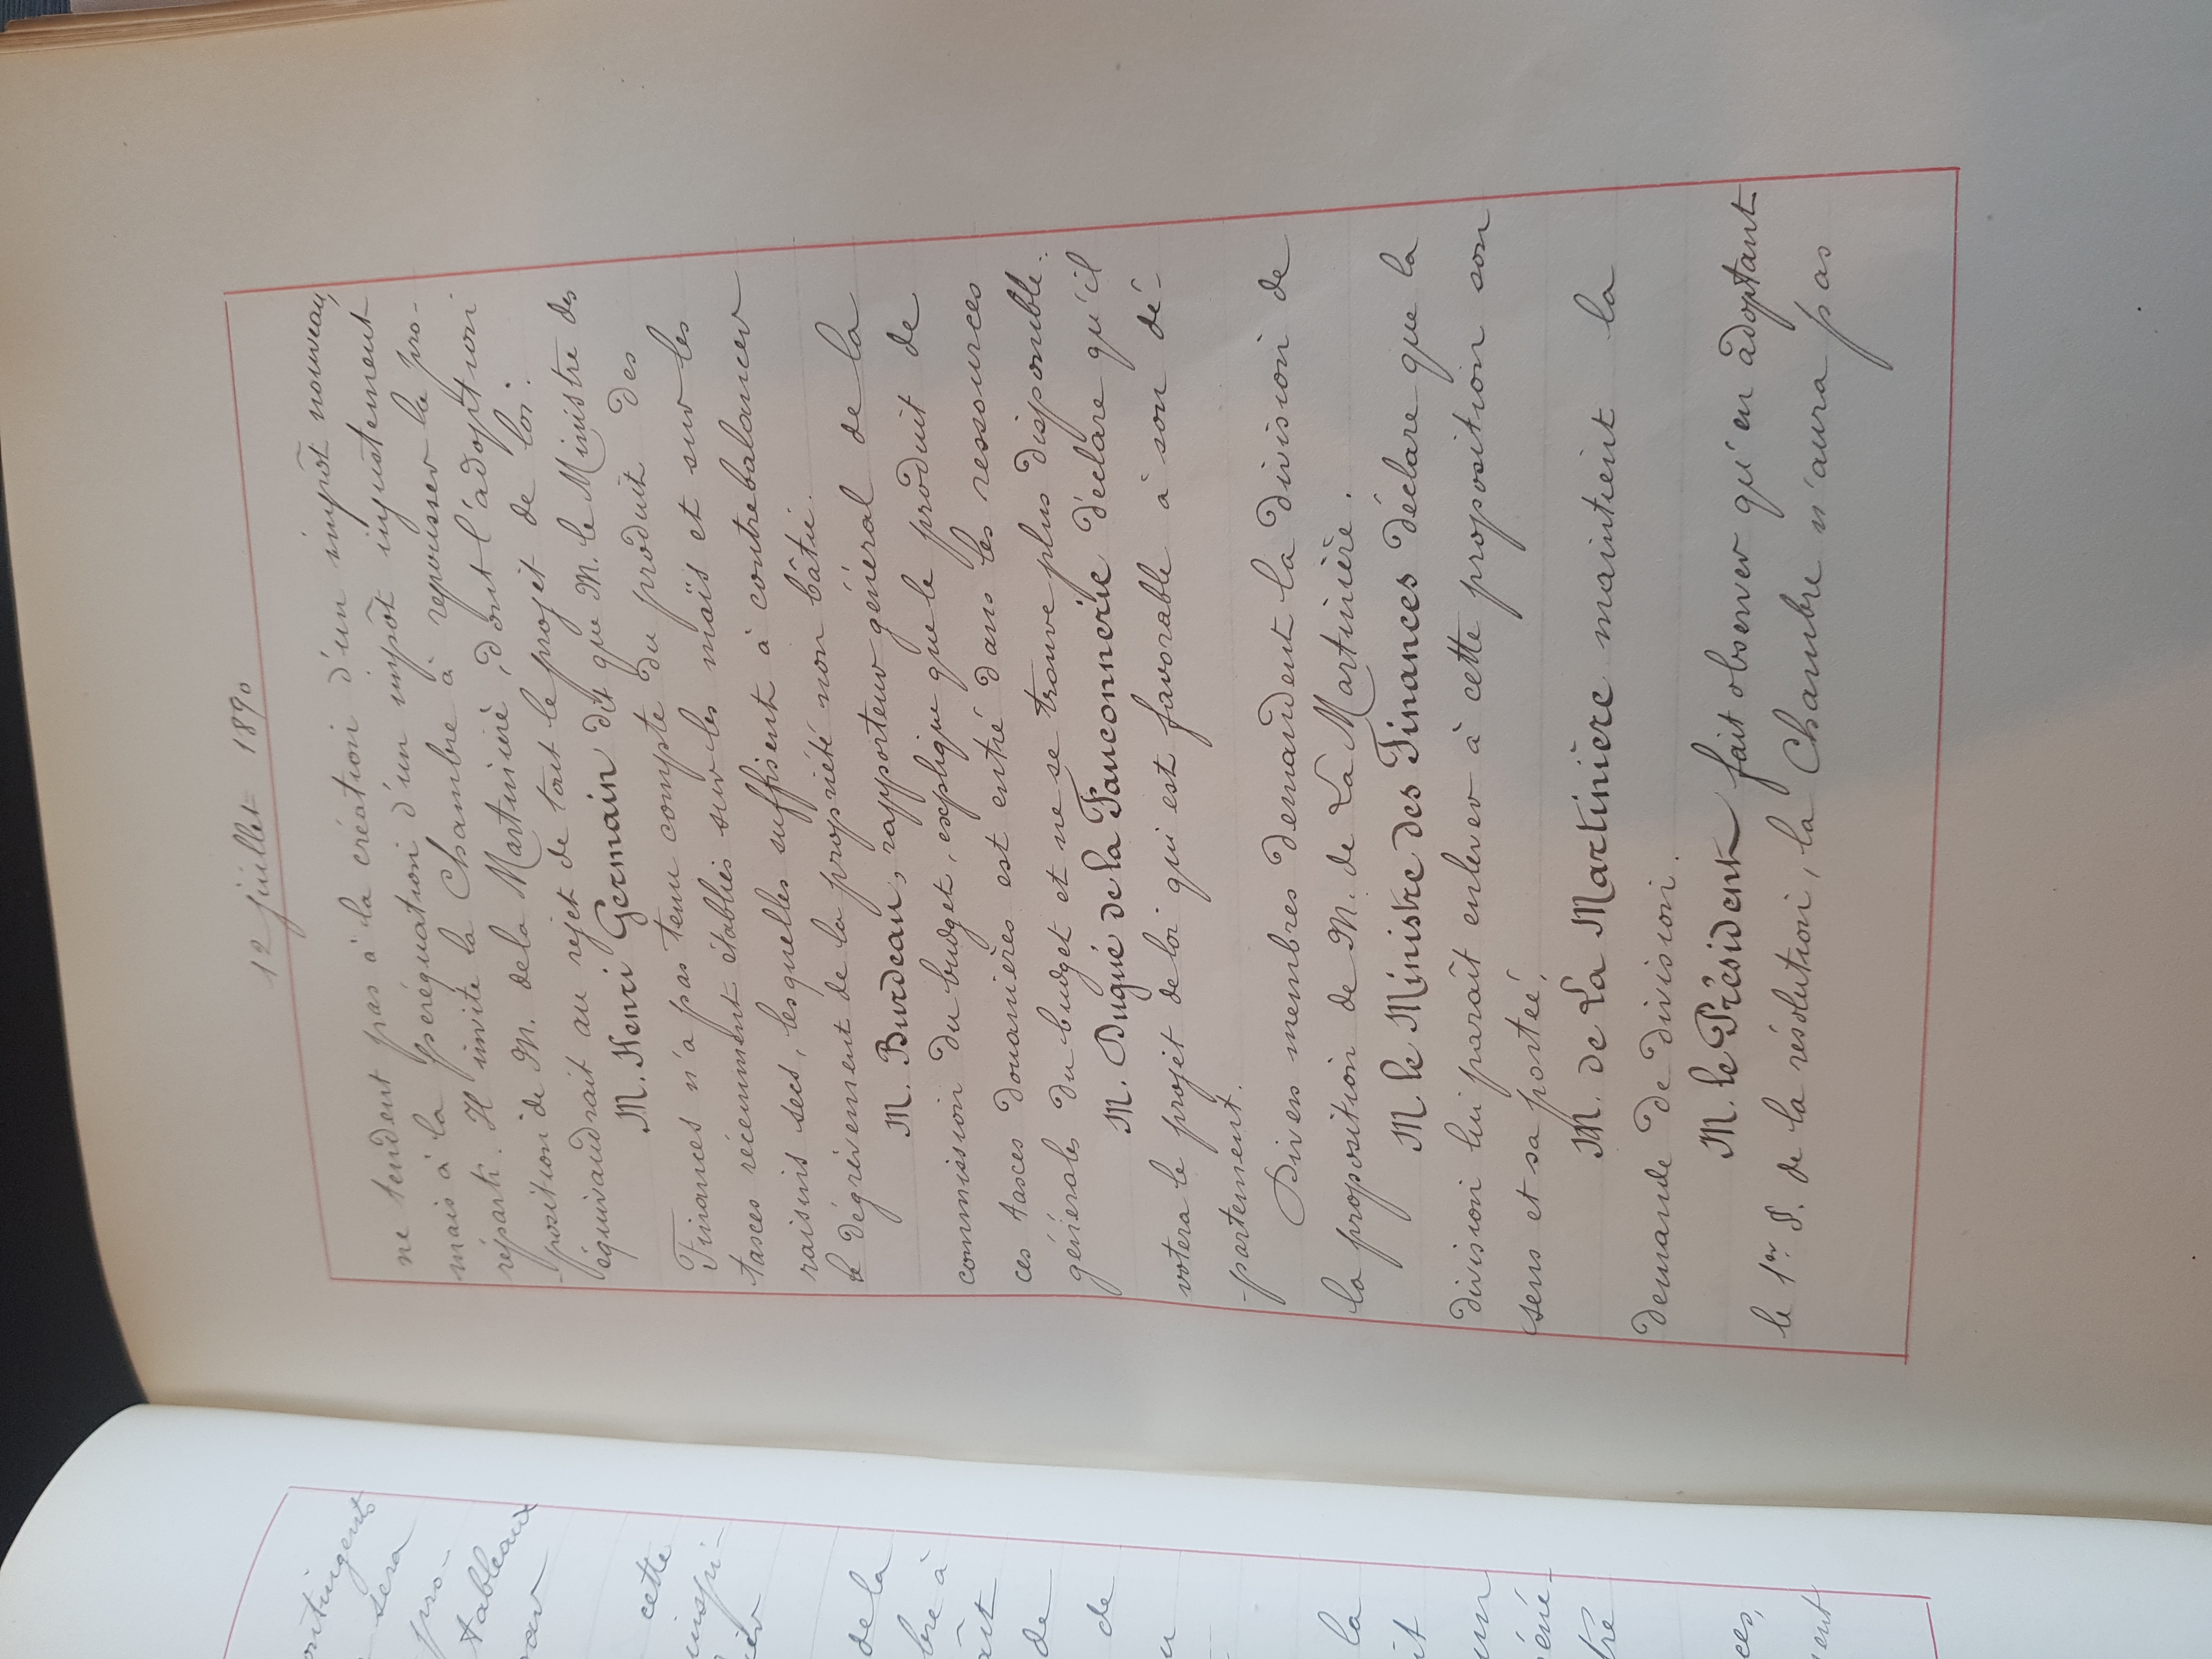 ontingents
sera
pro-
tableaux
cette
inspi-
de la
bre à
aît
de
de
la
it
un
géné-
tre
ces,
ent
12 juillet 1890
ne tendent pas à la création d'un impôt nouveau,
mais à la péréquation d'un impôt injustement
réparti. Il invite la Chambre à repousser la pro-
-position de M. de la Martinière, dont l'adoption
équivaudrait au rejet de tout le projet de loi.
M. Henri Germain dit que M. le Ministre des
Finances n'a pas tenu compte du produit des
taxes récemment établies sur les maïs et sur les
raisins secs, lesquelles suffisent à contrebalancer
le dégrèvement de la propriété non bâtie.
M. Burdeau, rapporteur général de la
commission du budget, explique que le produit de
ces taxes douanières est entré dans les ressources
générales du budget et ne se trouve plus disponible.
M. Dugué de la Fauconnerie déclare qu'il
votera le projet de loi qui est favorable à son dé-
-partement.
Divers membres demandent la division de
la proposition de M. de La Martinière.
M le Ministre des Finances déclare que la
division lui paraît enlever à cette proposition son
sens et sa portée.
M. de La Martinière maintient la
demande de division.
M. le Président fait observer qu'en adoptant
le 1er §. de la résolution, la Chambre n'aura pas